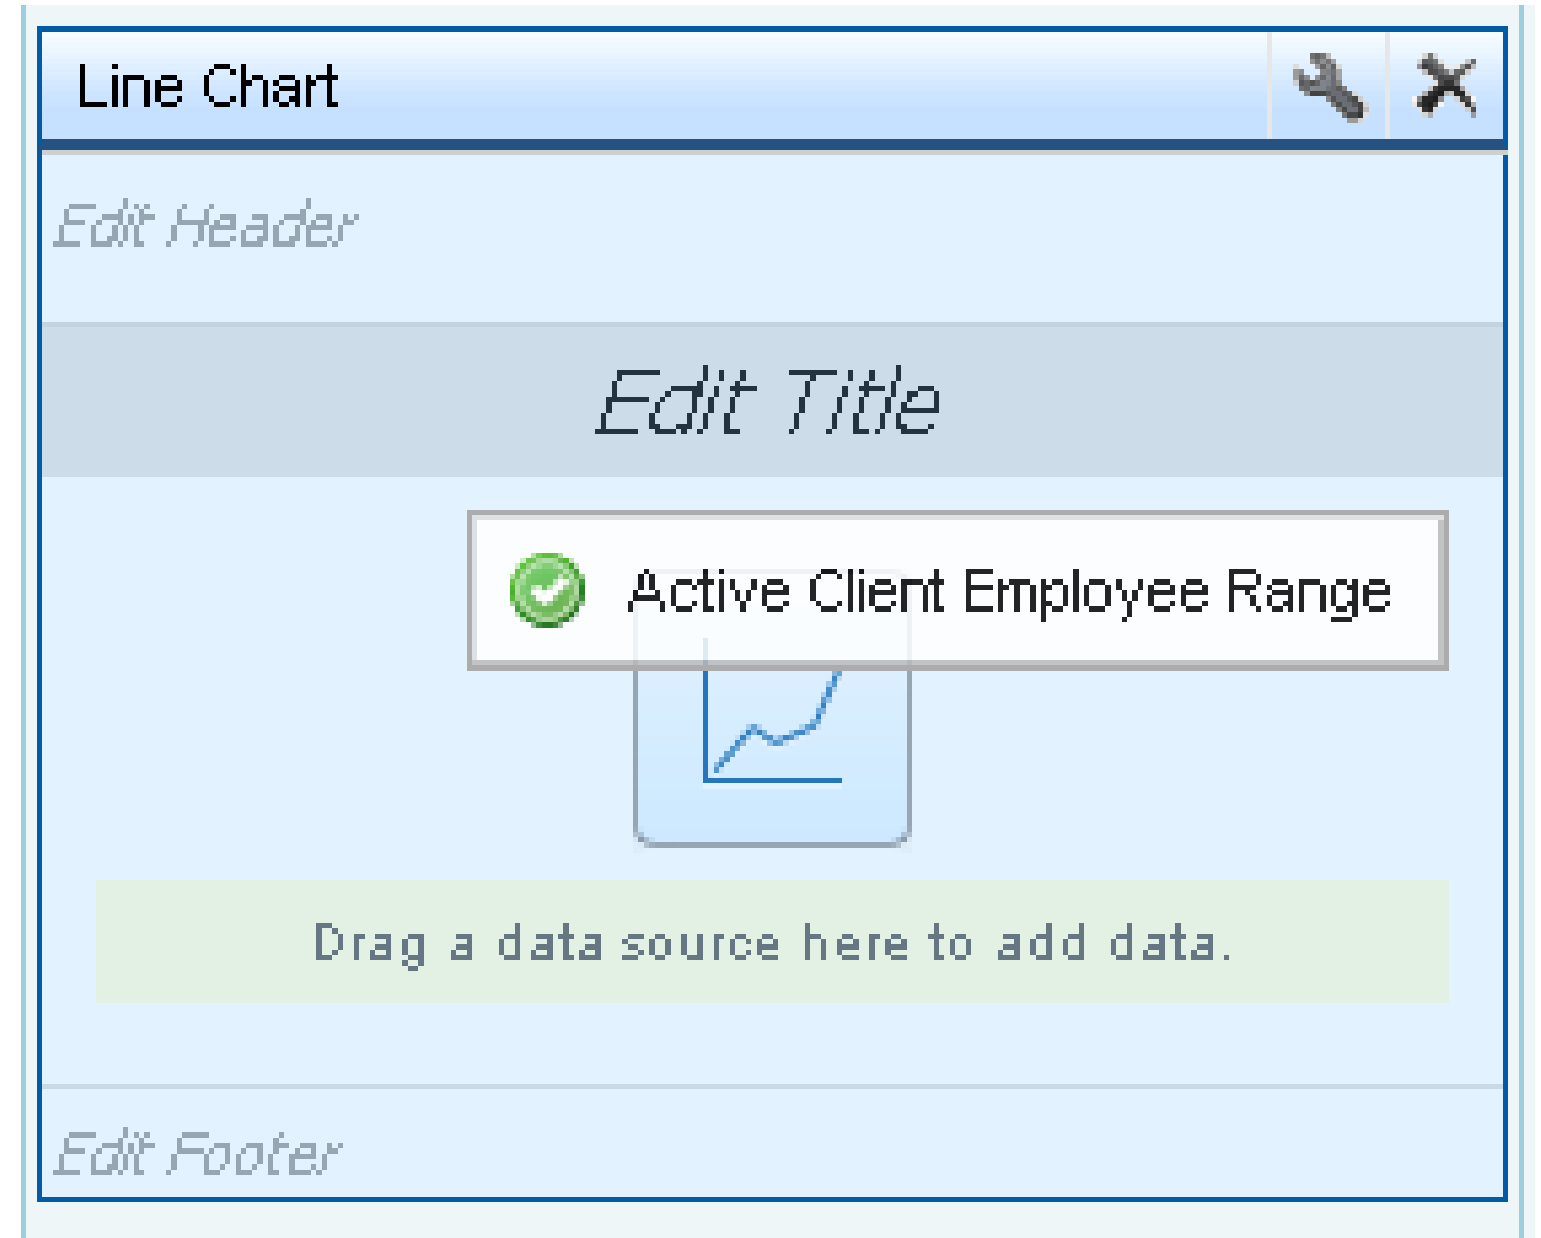 Line Chart
Edit Header
Edit Title
Active Client Employee Range
Drag a data source here to add data.
Edit Footer